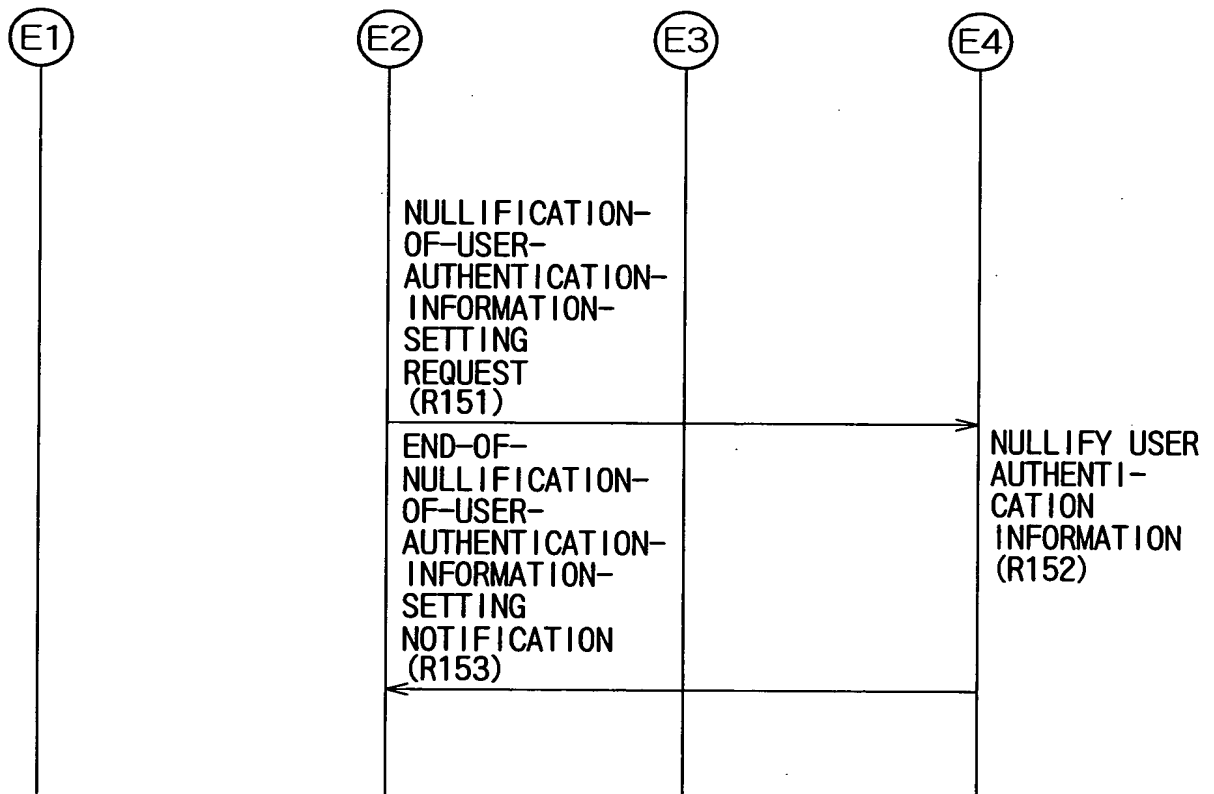 E1
E2
E3
E4
NULLIFICATION-
OF-USER-
AUTHENTICATION-
INFORMATION-
SETTING
REQUEST
(R151)
END-OF-
NULLIFICATION-
OF-USER-
AUTHENTICATION-
INFORMATION-
SETTING
NOTIFICATION
(R153)
NULLIFY USER
AUTHENTI-
CATION
INFORMATION
(R152)